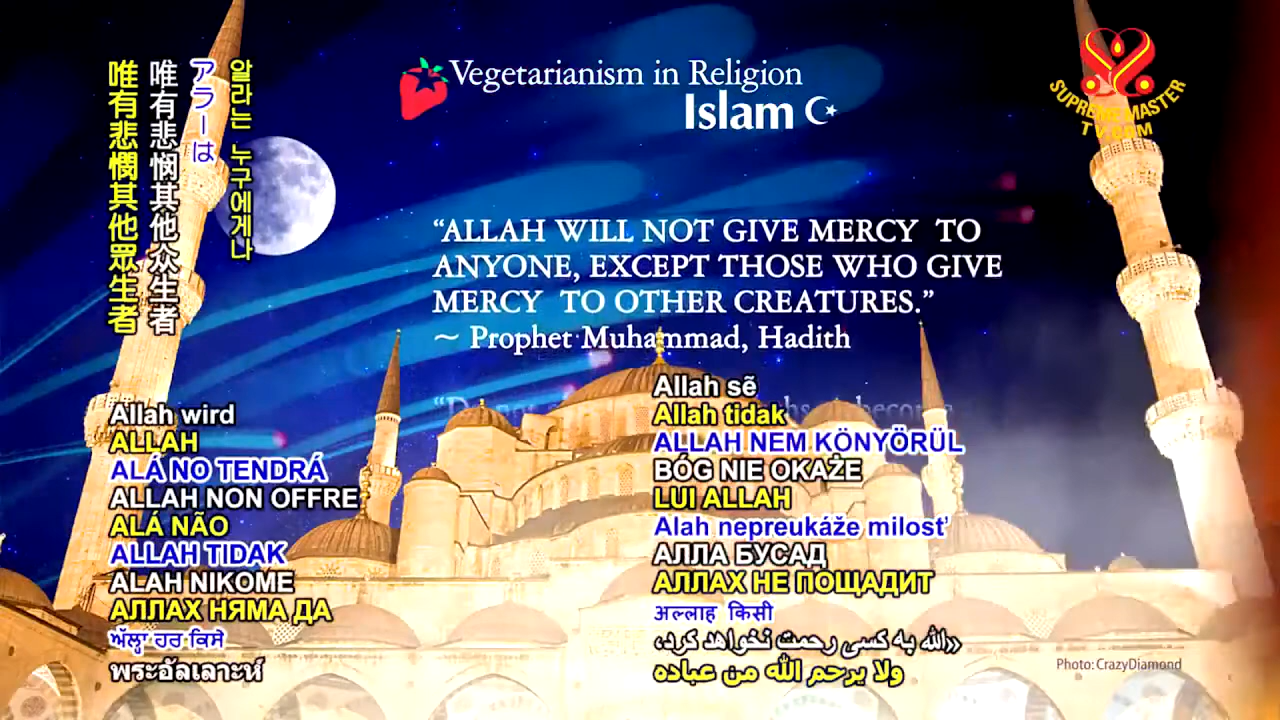 Vegetarianism in Religion
Islam
SUPREME MASTER
TV.COM
알라는 누구에게나
アラーは
唯有悲悯其他众生者
唯有悲憫其他眾生者
“ALLAH WILL NOT GIVE MERCY TO
ANYONE, EXCEPT THOSE WHO GIVE
MERCY TO OTHER CREATURES.”
~ Prophet Muhammad, Hadith
Allah wird
ALLAH
ALÁ NO TENDRÁ
ALLAH NON OFFRE
ALÁ NÃO
ALLAH TIDAK
ALAH NIKOME
АЛЛАХ НЯМА ДА
ਅੱਲ੍ਹਾ ਹਰ ਕਿਸੇ
พระอัลเลาะห์
Allah sẽ
Allah tidak
ALLAH NEM KÖNYÖRÜL
BÓG NIE OKAŻE
LUI ALLAH
Alah nepreukáže milosť
АЛЛА БУСАД
АЛЛАХ НЕ ПОЩАДИТ
अल्लाह किसी
«الله به کسی رحمت نخواهد کرد،
ولا يرحم الله من عباده
Photo: CrazyDiamond